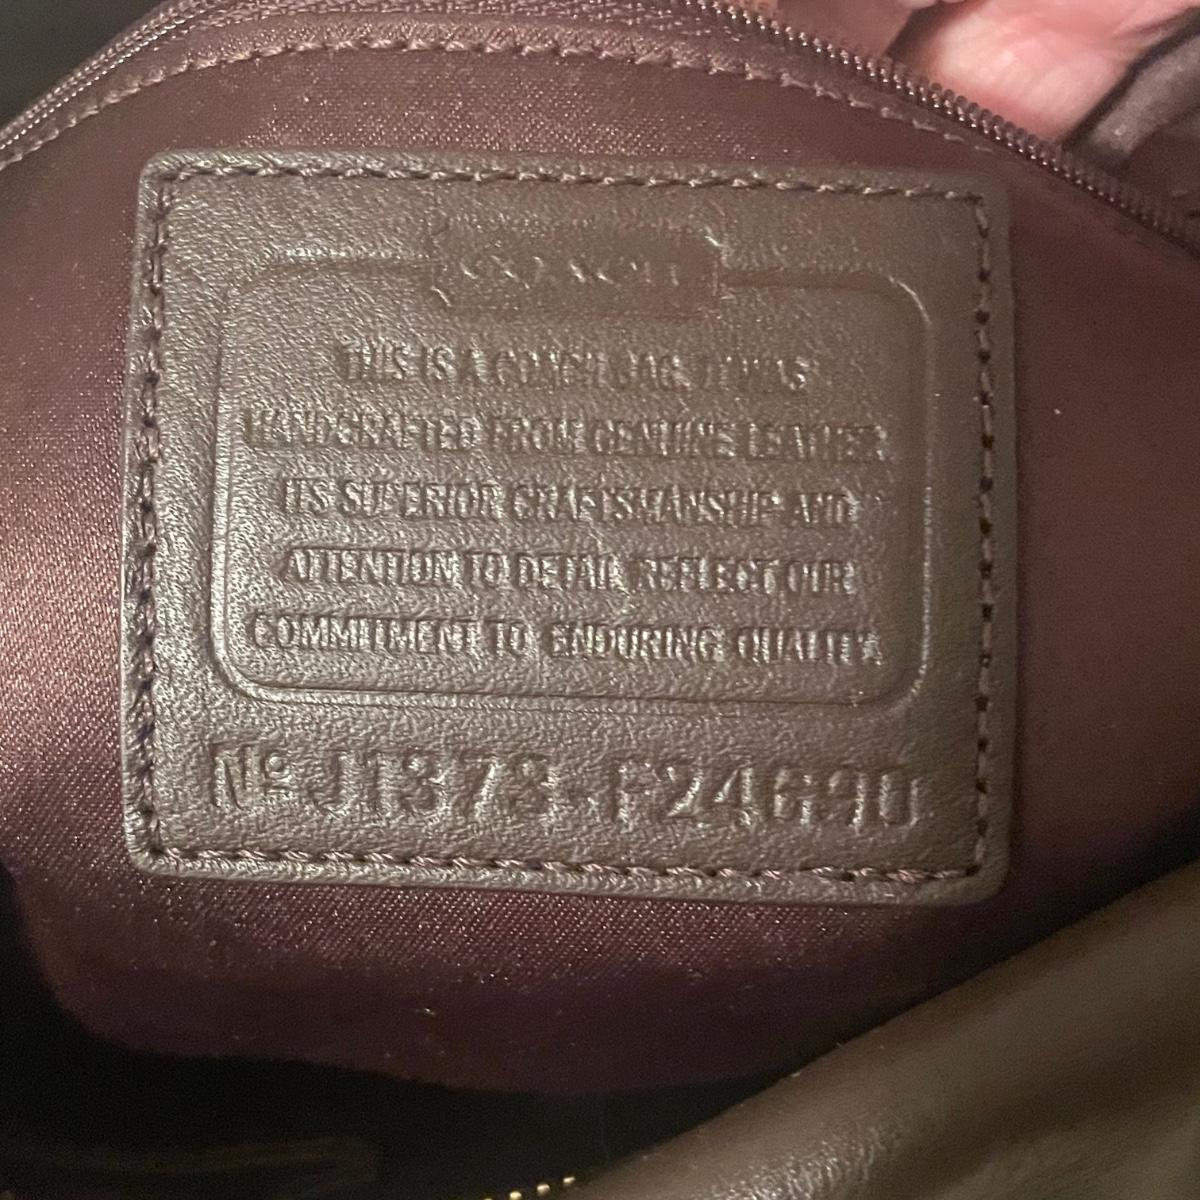 COACH
THIS IS A COACH BAG. IT WAS
HANDCRAFTED FROM GENUINE LEATHER.
ITS SUPERIOR CRAFTSMANSHIP AND
ATTENTION TO DETAIL REFLECT OUR
COMMITMENT TO ENDURING QUALITY.
Nº J1373-F24690